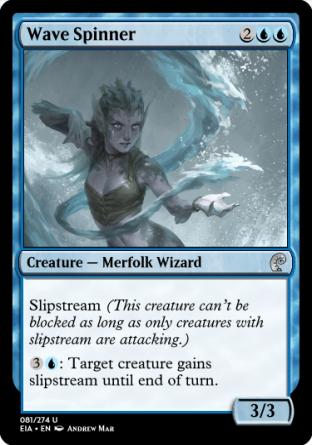 Wave Spinner 2
Creature — Merfolk Wizard
Slipstream (This creature can't be
blocked as long as only creatures with
slipstream are attacking.)
3: Target creature gains
slipstream until end of turn.
3/3
081/274 U
EIA • EN Andrew Mar